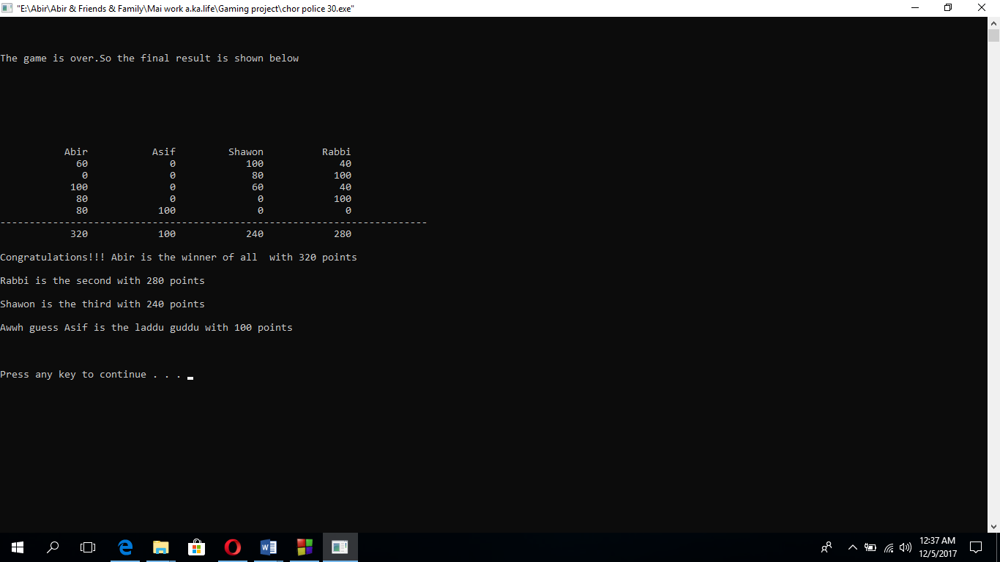 "E:\Abir\Abir & Friends & Family\Mai work a.ka.life\Gaming project\chor police 30.exe"
The game is over.So the final result is shown below
Abir Asif Shawon Rabbi
60 0 100 40
0 0 80 100
100 0 60 40
80 0 0 100
80 100 0 0
-------------------------------------------------------------------------
320 100 240 280
Congratulations!!! Abir is the winner of all  with 320 points
Rabbi is the second with 280 points
Shawon is the third with 240 points
Awwh guess Asif is the laddu guddu with 100 points
Press any key to continue . . .
12:37 AM
12/5/2017